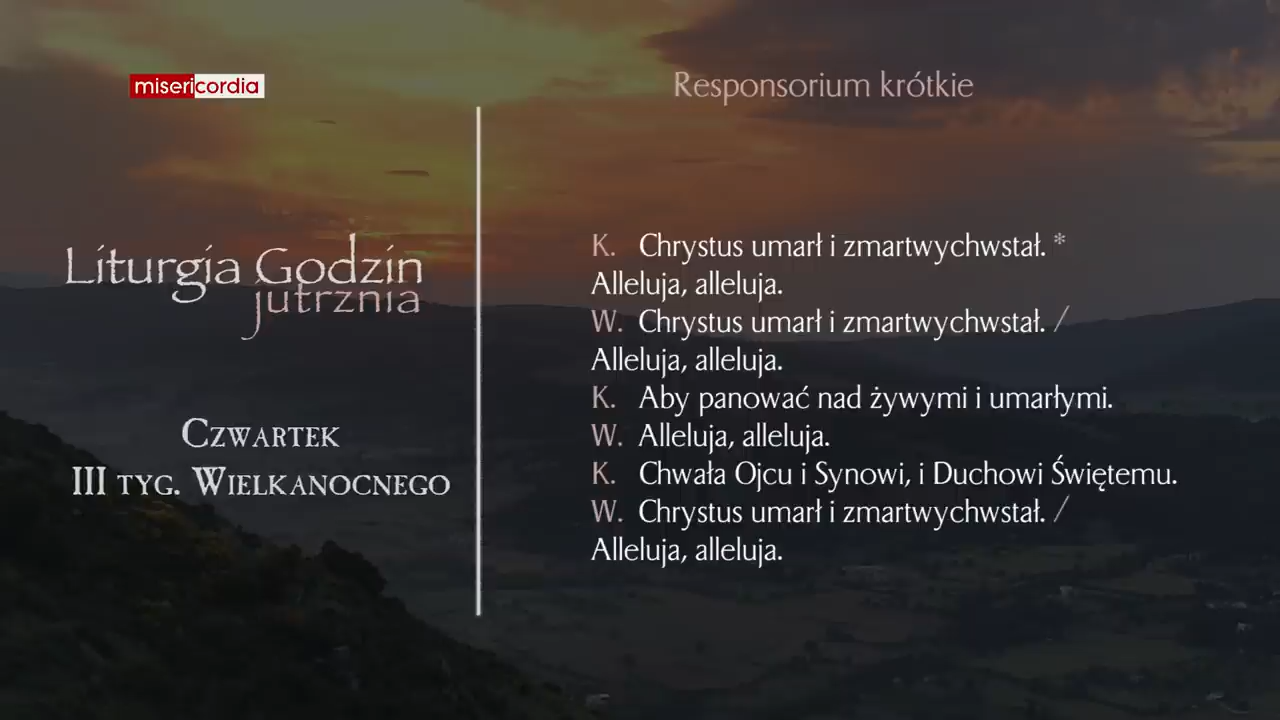 misericordia
Liturgia Godzin
jutrznia
Czwartek
III tyg. Wielkanocnego
Responsorium krótkie
K. Chrystus umarł i zmartwychwstał. *
Alleluja, alleluja.
W. Chrystus umarł i zmartwychwstał. /
Alleluja, alleluja.
K. Aby panować nad żywymi i umarłymi.
W. Alleluja, alleluja.
K. Chwała Ojcu i Synowi, i Duchowi Świętemu.
W. Chrystus umarł i zmartwychwstał. /
Alleluja, alleluja.